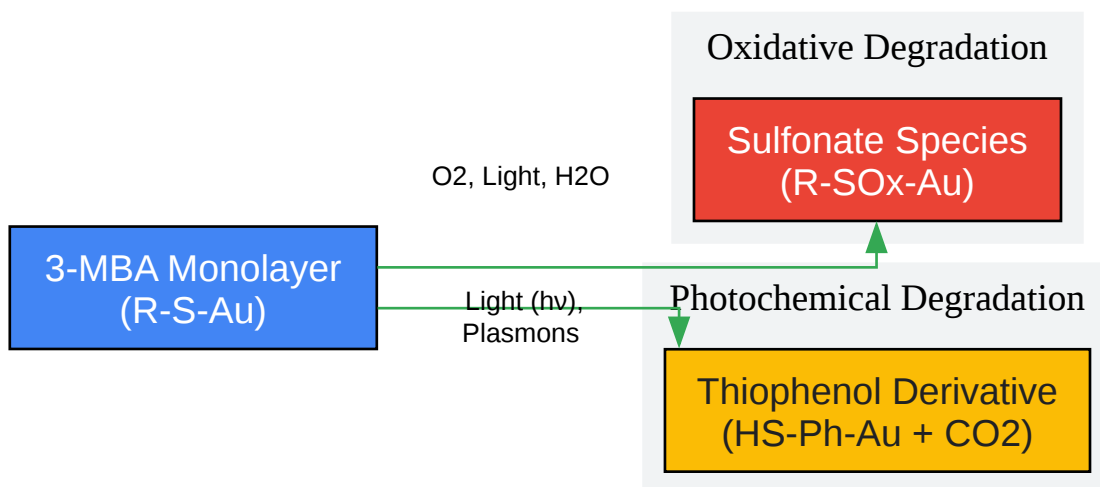 Oxidative Degradation
Sulfonate Species
(R-SOx-Au)
O2, Light, H2O
3-MBA Monolayer
(R-S-Au)
Light (hν),
Plasmons
Photochemical Degradation
Thiophenol Derivative
(HS-Ph-Au + CO2)